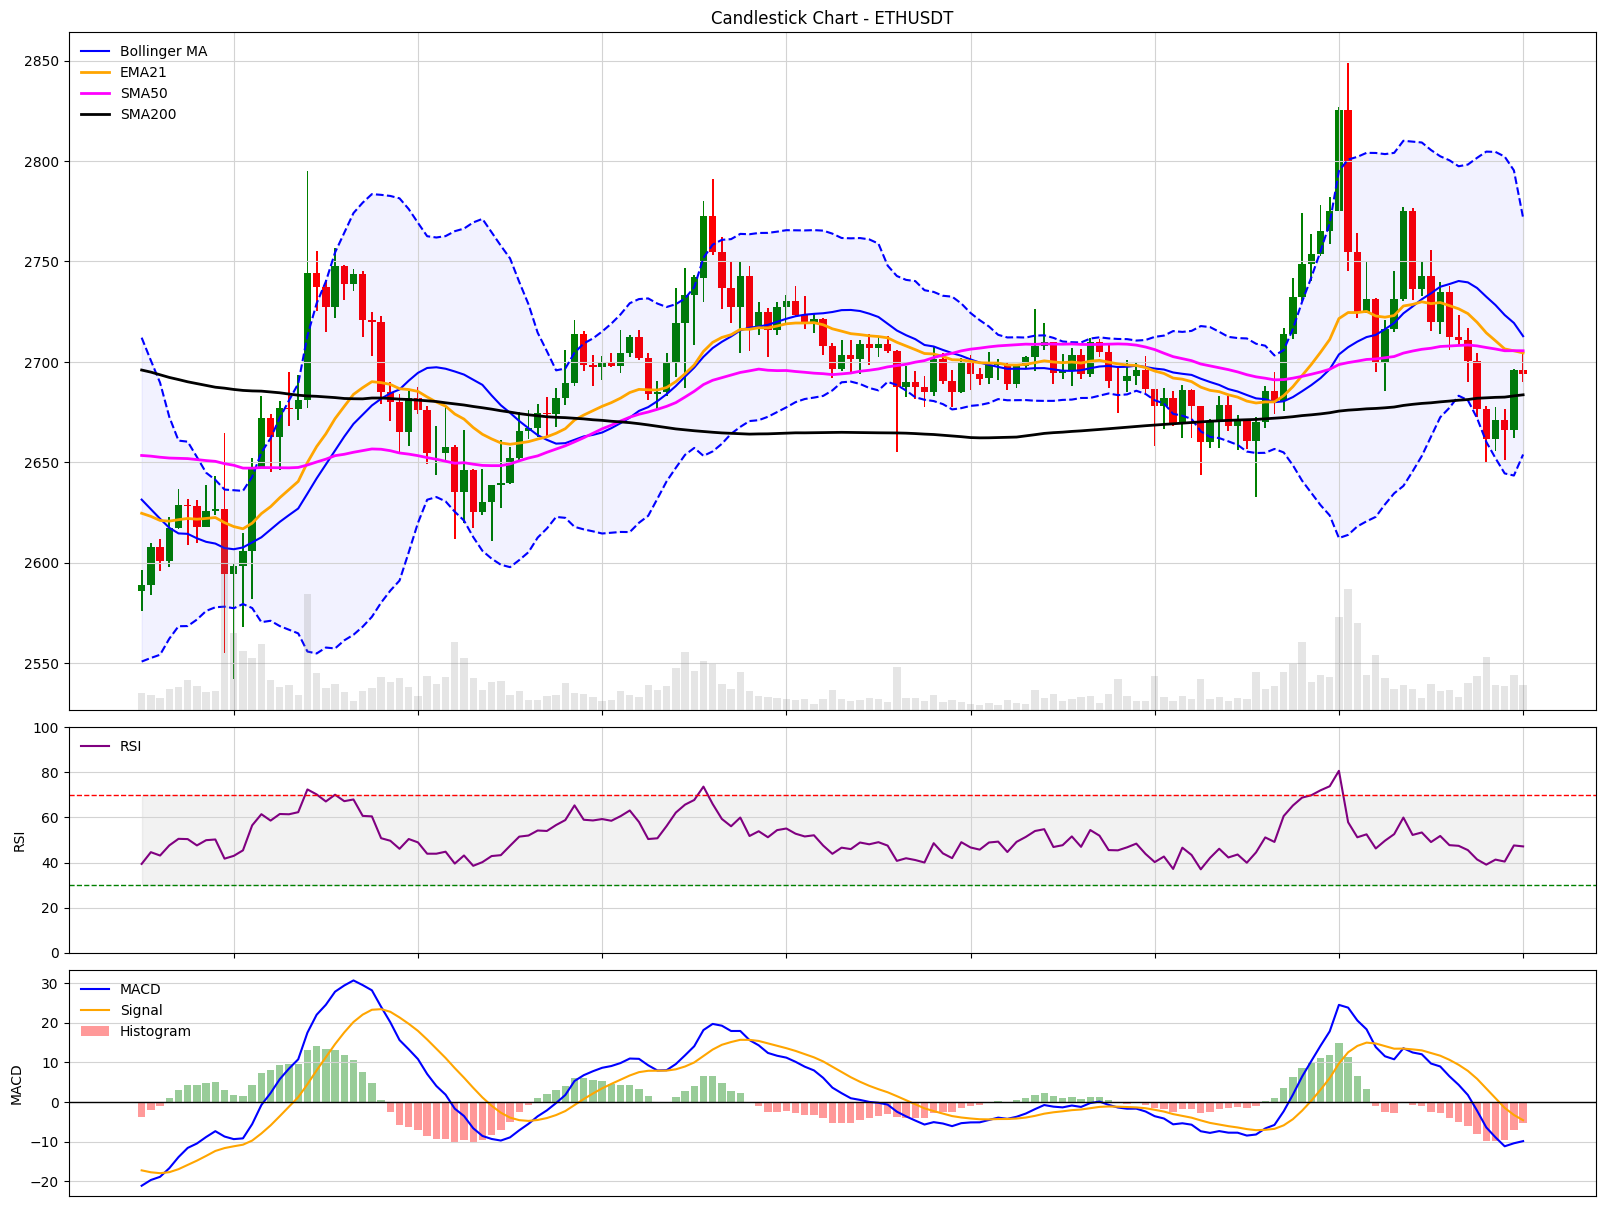 Candlestick Chart - ETHUSDT
Bollinger MA
EMA21
SMA50
SMA200
2850
2800
2750
2700
2650
2600
2550
RSI
100
80
60
40
20
0
RSI
MACD
Signal
Histogram
30
20
10
0
−10
−20
MACD